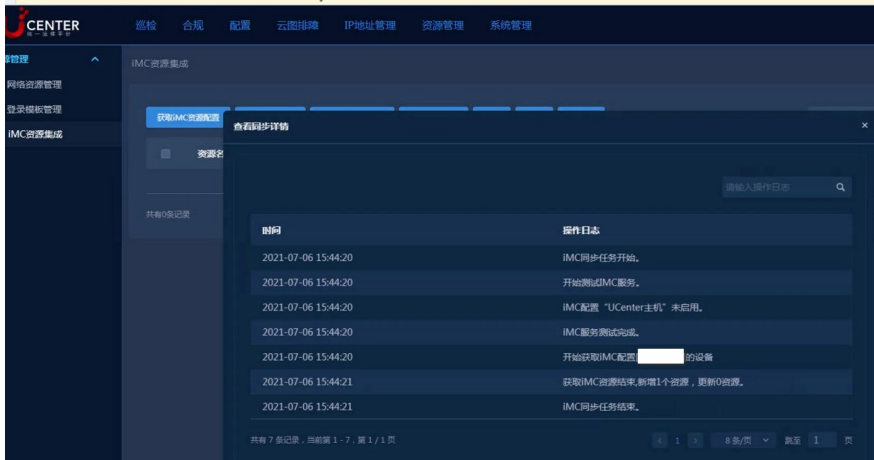 UCENTER
统一运维平台
巡检 合规 配置 云图排障 IP地址管理 资源管理 系统管理
管理
iMC资源集成
网络资源管理
登录模板管理
iMC资源集成
获取iMC资源配置
查看同步详情 ×
资源名
请输入操作日志
共有0条记录
时间 操作日志
2021-07-06 15:44:20 iMC同步任务开始。
2021-07-06 15:44:20 开始测试IMC服务。
2021-07-06 15:44:20 iMC配置“UCenter主机”未启用。
2021-07-06 15:44:20 iMC服务测试完成。
2021-07-06 15:44:20 开始获取iMC配置 的设备
2021-07-06 15:44:21 获取iMC资源结束,新增1个资源，更新0资源。
2021-07-06 15:44:21 iMC同步任务结束。
共有 7 条记录，当前第 1 - 7，第 1 / 1 页
‹ 1 › 8 条/页 跳至 1 页